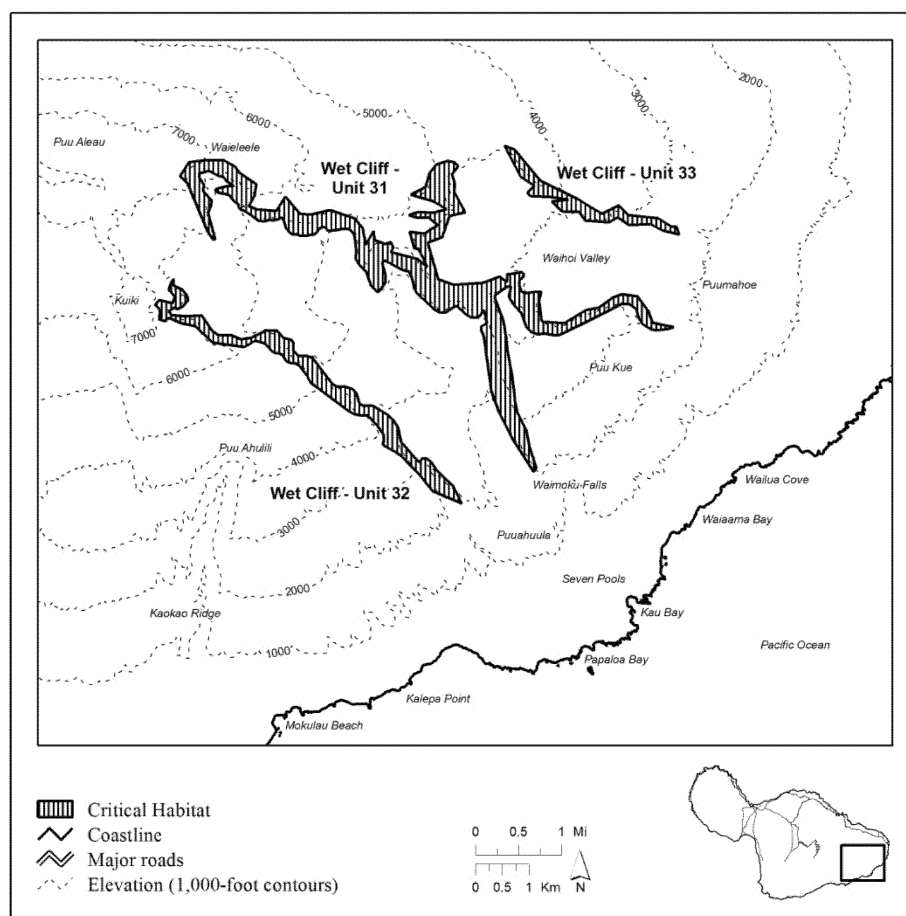 2000
3000
4000
5000
6000
7000
Puu Aleau
Waieleele
Wet Cliff -
Unit 31
Wet Cliff - Unit 33
Waihoi Valley
Puumahoe
Kuiki
7000
6000
Puu Kue
5000
Puu Ahulili
4000
Wet Cliff - Unit 32
Waimoku Falls
Wailua Cove
Waiaama Bay
3000
Puuahuula
Seven Pools
2000
Kaokao Ridge
Kau Bay
1000
Papaloa Bay
Pacific Ocean
Kalepa Point
Mokulau Beach
Critical Habitat
Coastline
Major roads
Elevation (1,000-foot contours)
0 0.5 1 Mi
0 0.5 1 Km
N